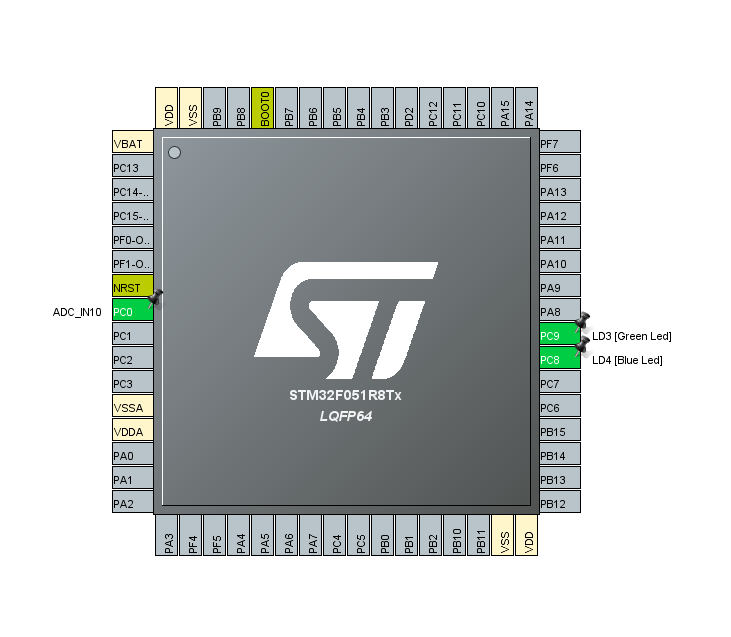 VDD
VSS
PB9
PB8
BOOT0
PB7
PB6
PB5
PB4
PB3
PD2
PC12
PC11
PC10
PA15
PA14
VBAT
PC13
PC14-..
PC15-..
PF0-O..
PF1-O..
NRST
ADC_IN10 PC0
PC1
PC2
PC3
VSSA
VDDA
PA0
PA1
PA2
STM32F051R8Tx
LQFP64
PF7
PF6
PA13
PA12
PA11
PA10
PA9
PA8
PC9 LD3 [Green Led]
PC8 LD4 [Blue Led]
PC7
PC6
PB15
PB14
PB13
PB12
PA3
PF4
PF5
PA4
PA5
PA6
PA7
PC4
PC5
PB0
PB1
PB2
PB10
PB11
VSS
VDD